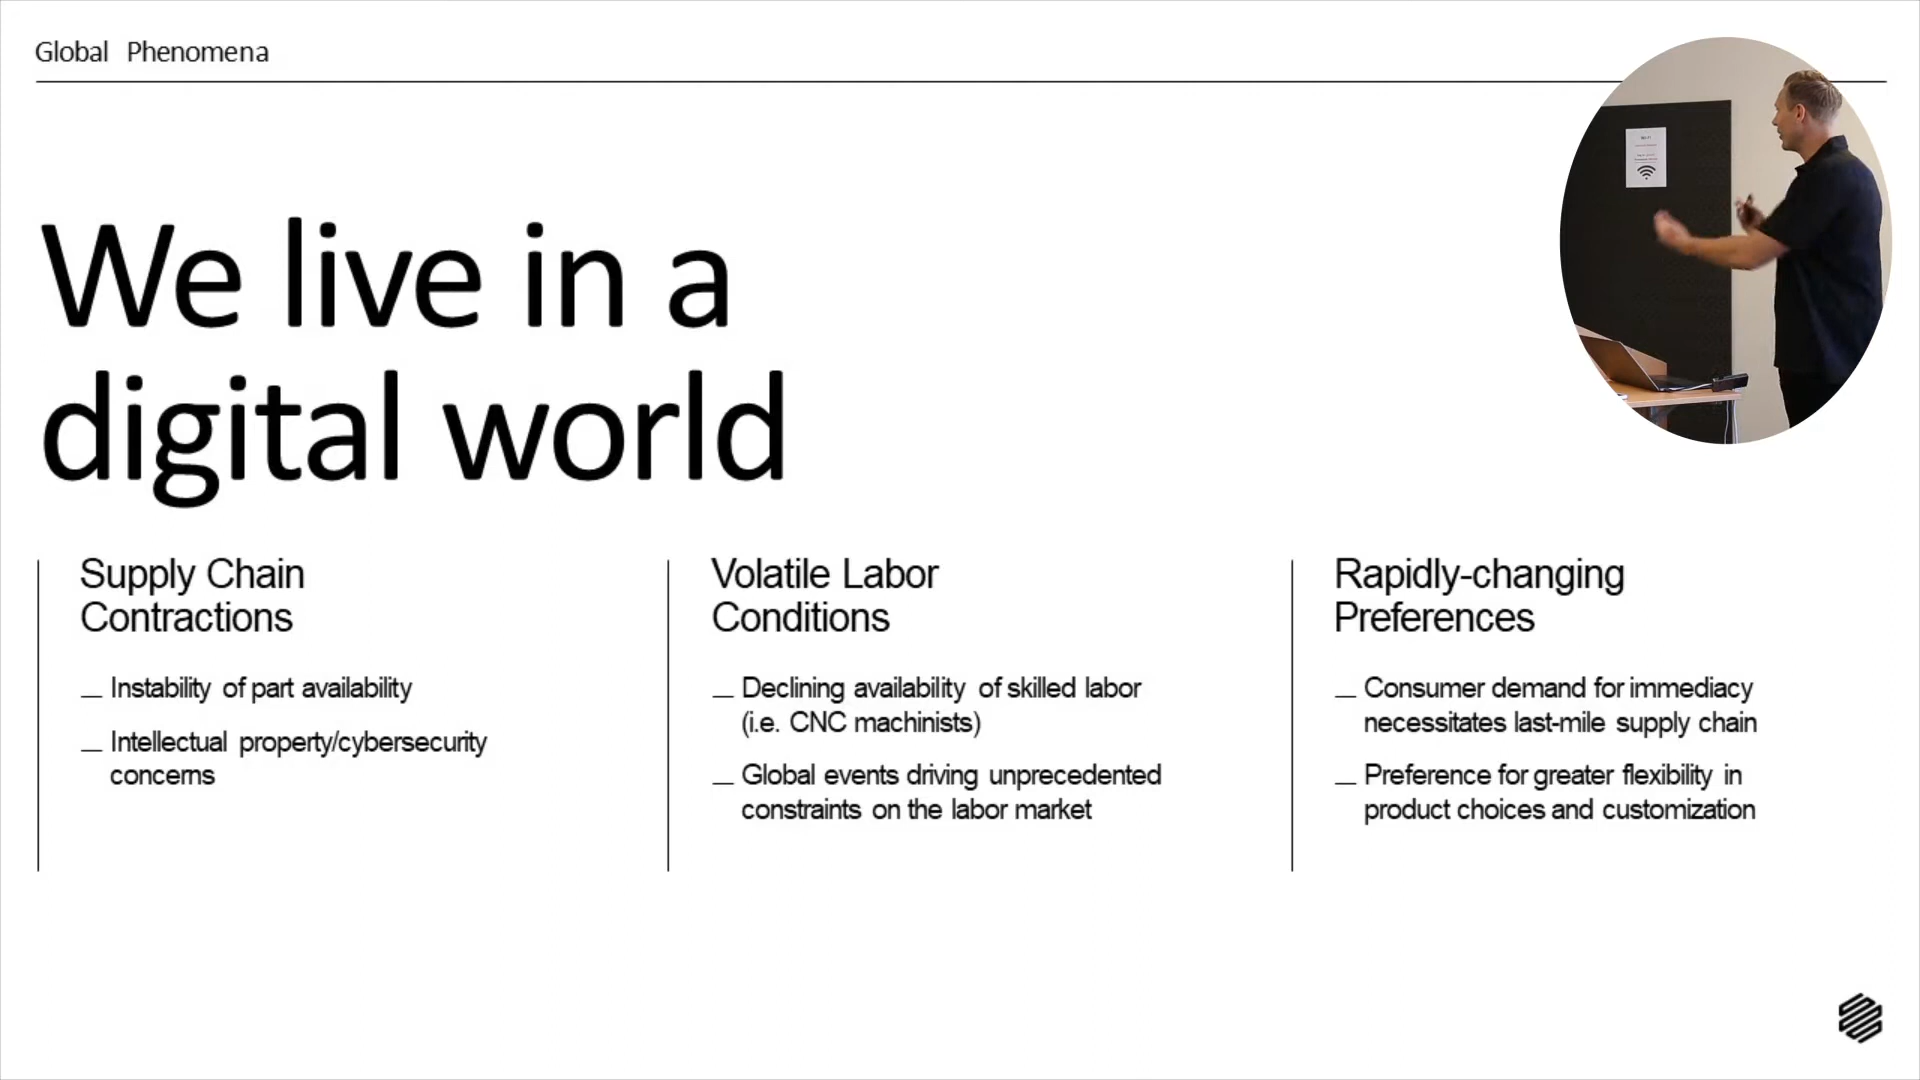 Global Phenomena
We live in a
digital world
Supply Chain
Contractions
Instability of part availability
Intellectual property/cybersecurity
concerns
Volatile Labor
Conditions
Declining availability of skilled labor
(i.e. CNC machinists)
Global events driving unprecedented
constraints on the labor market
Rapidly-changing
Preferences
Consumer demand for immediacy
necessitates last-mile supply chain
Preference for greater flexibility in
product choices and customization